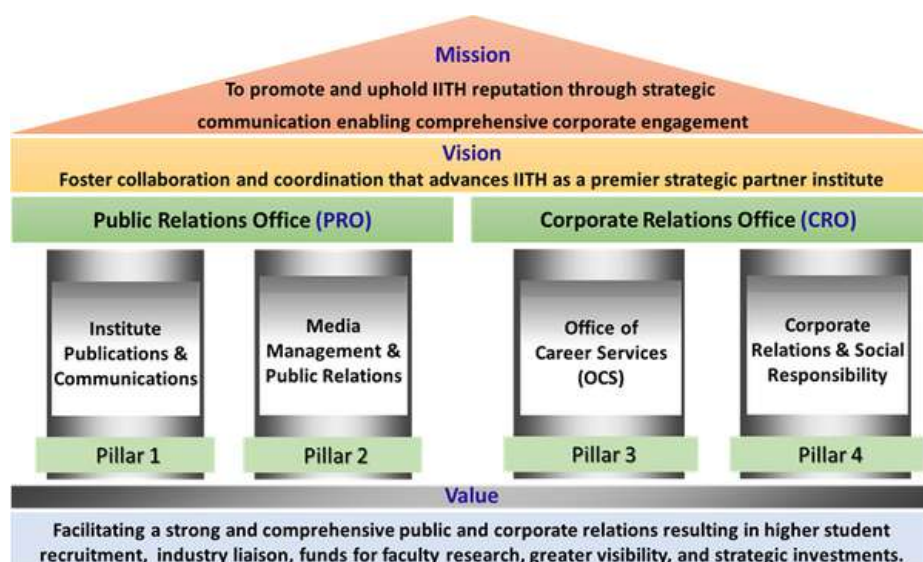 Mission
To promote and uphold IITH reputation through strategic
communication enabling comprehensive corporate engagement
Vision
Foster collaboration and coordination that advances IITH as a premier strategic partner institute
Public Relations Office (PRO)
Corporate Relations Office (CRO)
Institute
Publications &
Communications
Media
Management &
Public Relations
Office of
Career Services
(OCS)
Corporate
Relations & Social
Responsibility
Pillar 1
Pillar 2
Pillar 3
Pillar 4
Value
Facilitating a strong and comprehensive public and corporate relations resulting in higher student
recruitment, industry liaison, funds for faculty research, greater visibility, and strategic investments.